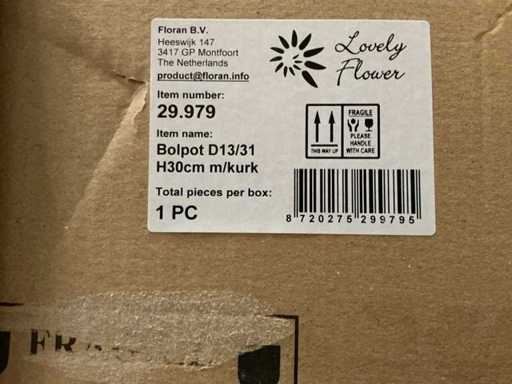 Floran B.V.
Heeswijk 147
3417 GP Montfoort
The Netherlands
product@floran.info
Lovely
Flower
Item number:
29.979
Item name:
Bolpot D13/31
H30cm m/kurk
Total pieces per box:
1 PC
THIS WAY UP
FRAGILE
PLEASE
HANDLE
WITH CARE
8 720275 299795